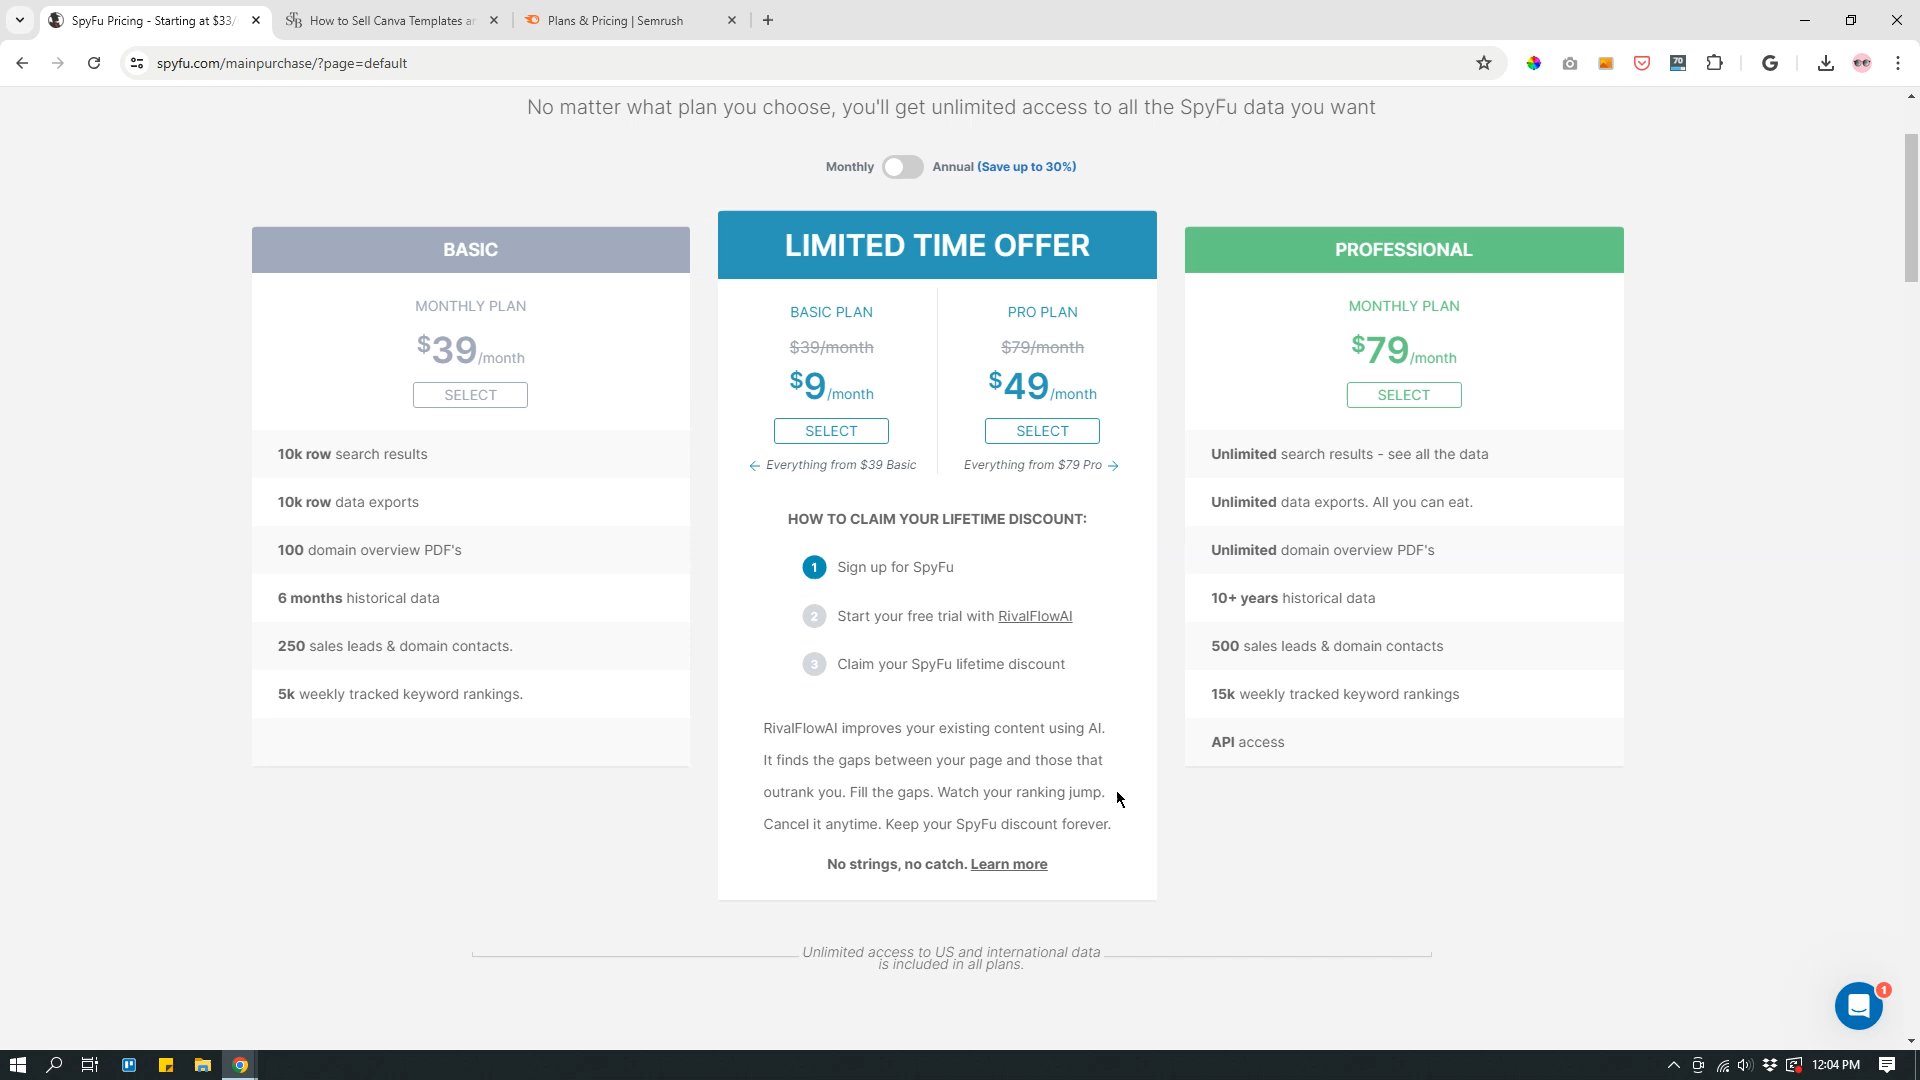 SpyFu Pricing - Starting at $33/
How to Sell Canva Templates ar
Plans & Pricing | Semrush
spyfu.com/mainpurchase/?page=default
70
No matter what plan you choose, you'll get unlimited access to all the SpyFu data you want
Monthly Annual (Save up to 30%)
BASIC
MONTHLY PLAN
$39/month
SELECT
10k row search results
10k row data exports
100 domain overview PDF's
6 months historical data
250 sales leads & domain contacts.
5k weekly tracked keyword rankings.
LIMITED TIME OFFER
BASIC PLAN
$39/month
$9/month
SELECT
← Everything from $39 Basic
PRO PLAN
$79/month
$49/month
SELECT
Everything from $79 Pro →
HOW TO CLAIM YOUR LIFETIME DISCOUNT:
1 Sign up for SpyFu
2 Start your free trial with RivalFlowAI
3 Claim your SpyFu lifetime discount
RivalFlowAI improves your existing content using AI.
It finds the gaps between your page and those that
outrank you. Fill the gaps. Watch your ranking jump.
Cancel it anytime. Keep your SpyFu discount forever.
No strings, no catch. Learn more
PROFESSIONAL
MONTHLY PLAN
$79/month
SELECT
Unlimited search results - see all the data
Unlimited data exports. All you can eat.
Unlimited domain overview PDF's
10+ years historical data
500 sales leads & domain contacts
15k weekly tracked keyword rankings
API access
Unlimited access to US and international data
is included in all plans.
1
12:04 PM